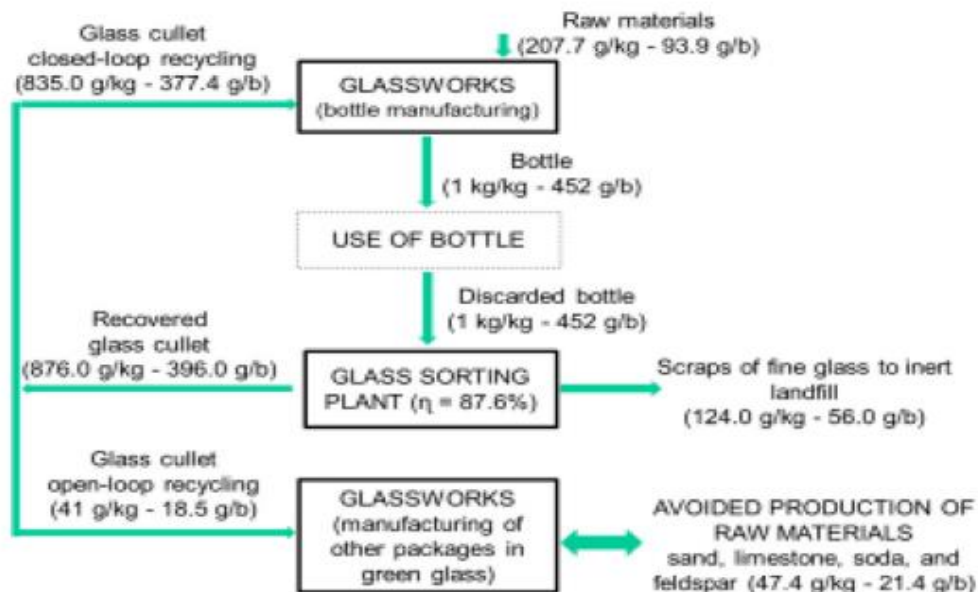 Glass cullet
closed-loop recycling
(835.0 g/kg - 377.4 g/b)
Raw materials
(207.7 g/kg - 93.9 g/b)
GLASSWORKS
(bottle manufacturing)
Bottle
(1 kg/kg - 452 g/b)
USE OF BOTTLE
Discarded bottle
(1 kg/kg - 452 g/b)
Recovered
glass cullet
(876.0 g/kg - 396.0 g/b)
GLASS SORTING
PLANT (η = 87.6%)
Scraps of fine glass to inert
landfill
(124.0 g/kg - 56.0 g/b)
Glass cullet
open-loop recycling
(41 g/kg - 18.5 g/b)
GLASSWORKS
(manufacturing of
other packages in
green glass)
AVOIDED PRODUCTION OF
RAW MATERIALS
sand, limestone, soda, and
feldspar (47.4 g/kg - 21.4 g/b)